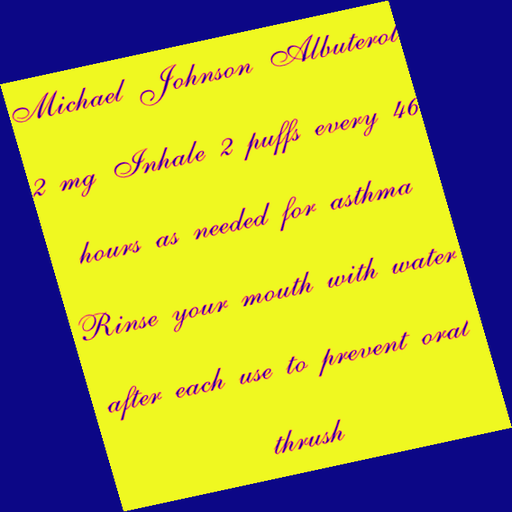 Michael Johnson Albuterol
2 mg Inhale 2 puffs every 46
hours as needed for asthma
Rinse your mouth with water
after each use to prevent oral
thrush